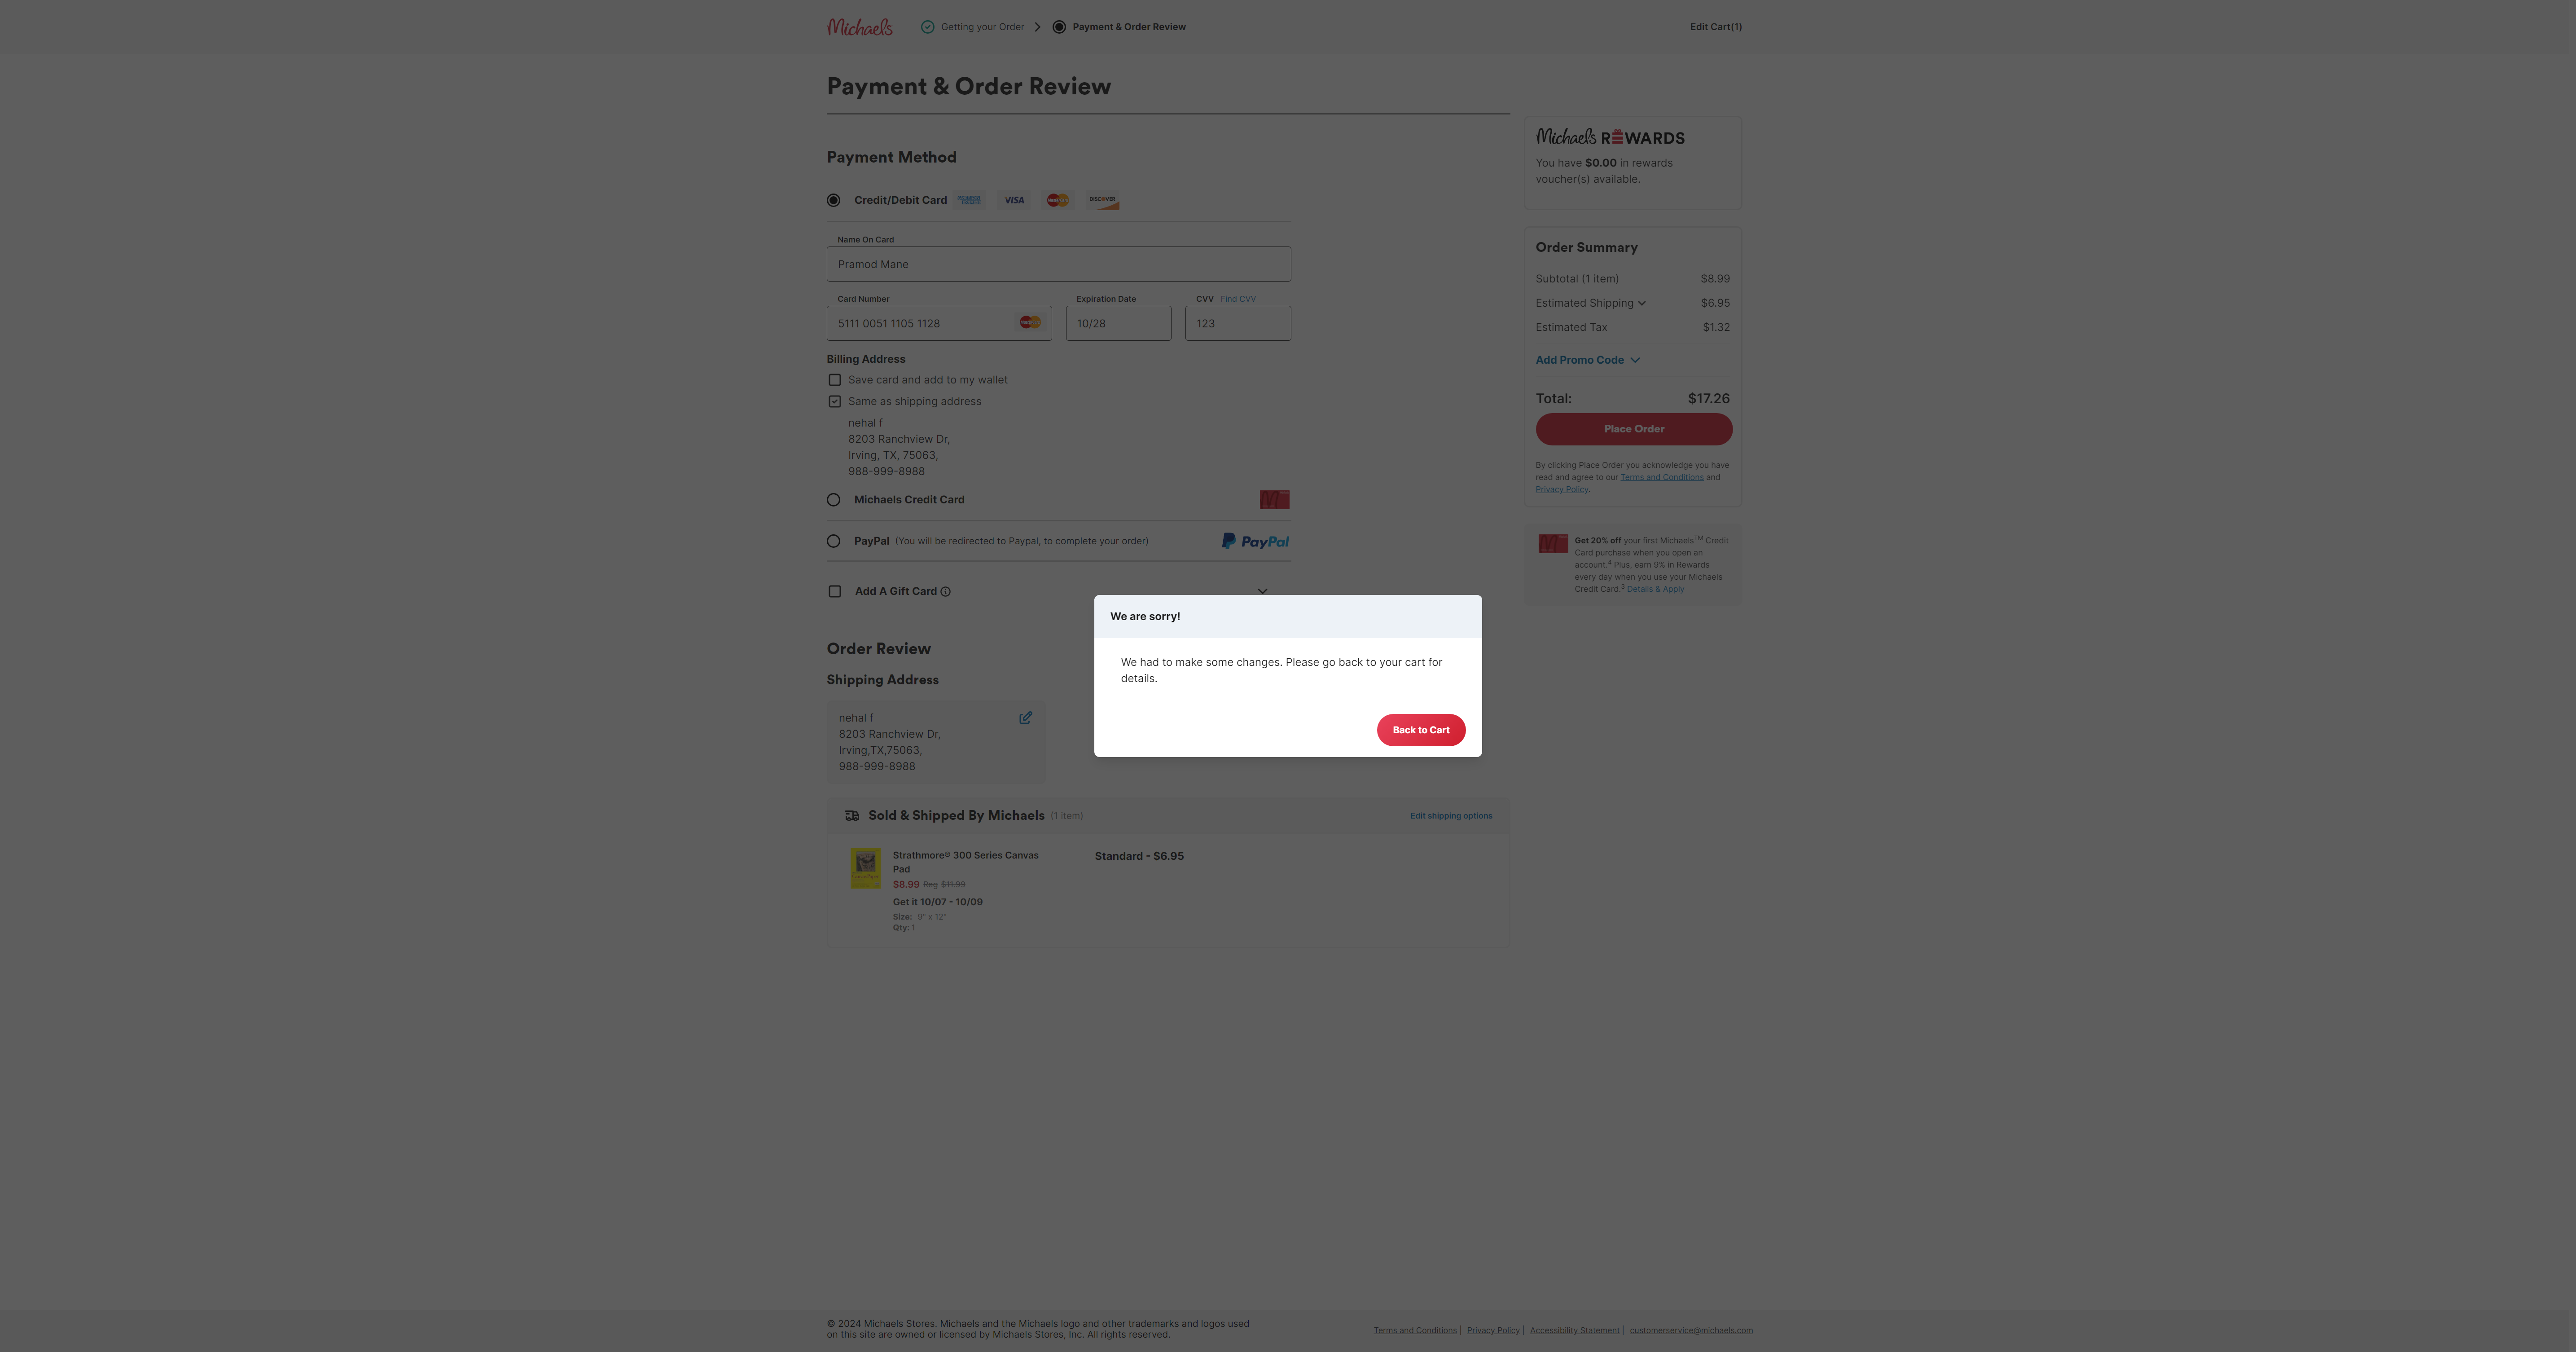 Michaels
Getting your Order
Payment & Order Review
Edit Cart(1)
Payment & Order Review
Payment Method
Credit/Debit Card
VISA
DISCOVER
Name On Card
Pramod Mane
Card Number
Expiration Date
CVV Find CVV
5111 0051 1105 1128
10/28
123
Billing Address
Save card and add to my wallet
Same as shipping address
nehal f
8203 Ranchview Dr,
Irving, TX, 75063,
988-999-8988
Michaels Credit Card
PayPal (You will be redirected to Paypal, to complete your order)
PayPal
Add A Gift Card
Michaels REWARDS
You have $0.00 in rewards
voucher(s) available.
Order Summary
Subtotal (1 item) $8.99
Estimated Shipping $6.95
Estimated Tax $1.32
Add Promo Code
Total: $17.26
Place Order
By clicking Place Order you acknowledge you have
read and agree to our Terms and Conditions and
Privacy Policy.
Get 20% off your first Michaels™ Credit
Card purchase when you open an
account.⁴ Plus, earn 9% in Rewards
every day when you use your Michaels
Credit Card.³ Details & Apply
We are sorry!
We had to make some changes. Please go back to your cart for
details.
Back to Cart
Order Review
Shipping Address
nehal f
8203 Ranchview Dr,
Irving,TX,75063,
988-999-8988
Sold & Shipped By Michaels (1 item)
Edit shipping options
Strathmore® 300 Series Canvas
Pad
$8.99 Reg $11.99
Get it 10/07 - 10/09
Size: 9" x 12"
Qty: 1
Standard - $6.95
© 2024 Michaels Stores. Michaels and the Michaels logo and other trademarks and logos used
on this site are owned or licensed by Michaels Stores, Inc. All rights reserved.
Terms and Conditions | Privacy Policy | Accessibility Statement | customerservice@michaels.com